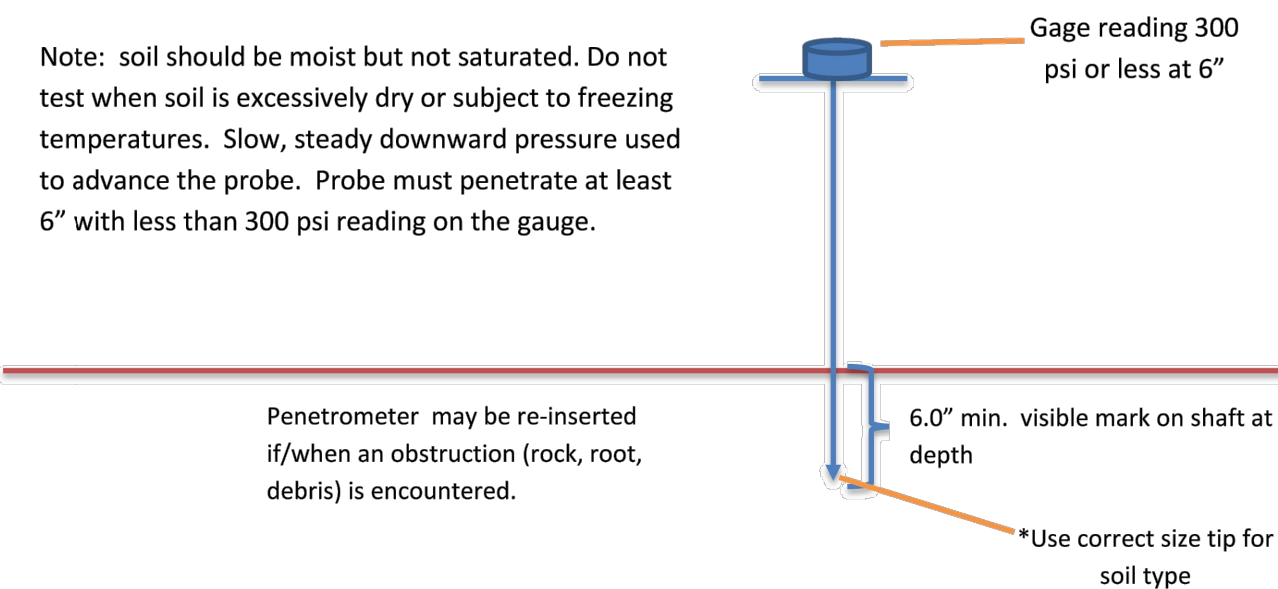 Note:  soil should be moist but not saturated. Do not
test when soil is excessively dry or subject to freezing
temperatures.  Slow, steady downward pressure used
to advance the probe.  Probe must penetrate at least
6” with less than 300 psi reading on the gauge.
Gage reading 300
psi or less at 6”
Penetrometer  may be re-inserted
if/when an obstruction (rock, root,
debris) is encountered.
6.0” min.  visible mark on shaft at
depth
*Use correct size tip for
soil type